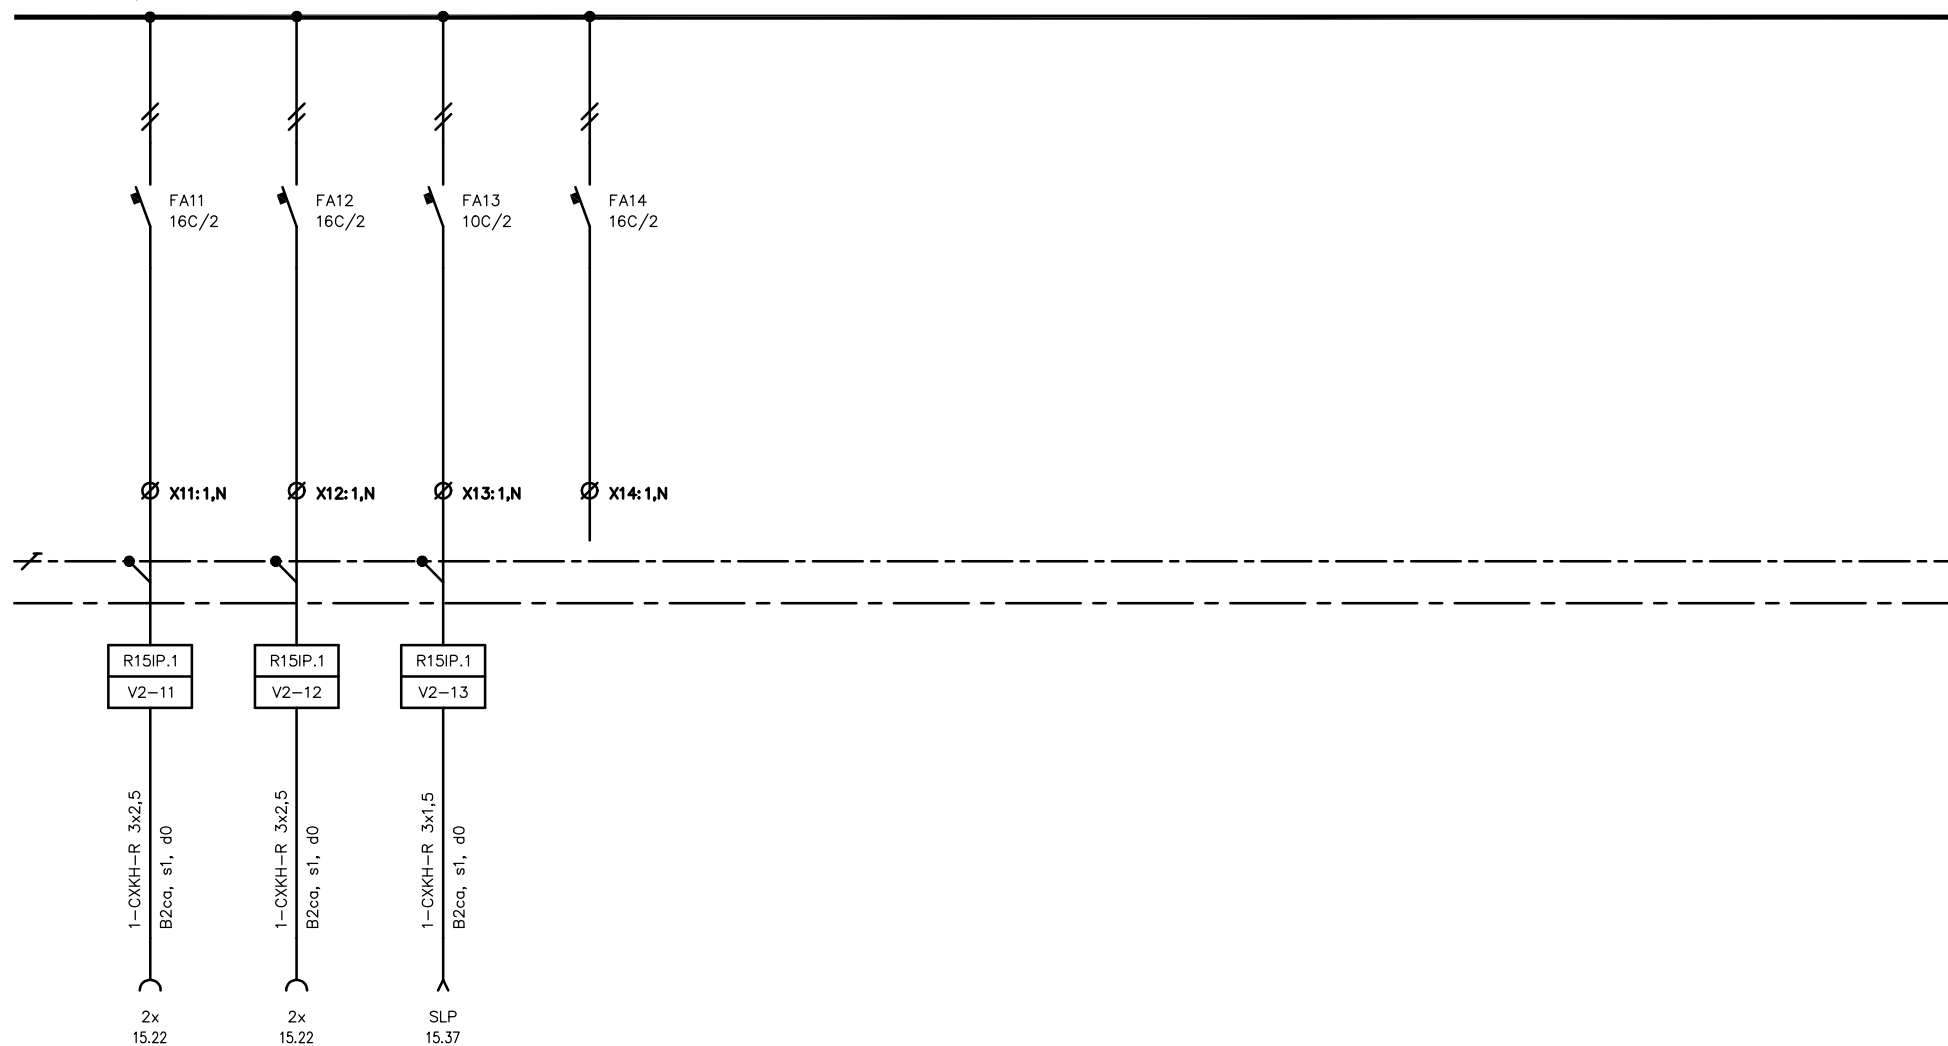 FA11
16C/2
FA12
16C/2
FA13
10C/2
FA14
16C/2
X11:1,N
X12:1,N
X13:1,N
X14:1,N
R15IP.1
V2-11
R15IP.1
V2-12
R15IP.1
V2-13
1-CXKH-R 3x2,5
B2ca, s1, d0
1-CXKH-R 3x2,5
B2ca, s1, d0
1-CXKH-R 3x1,5
B2ca, s1, d0
2x
15.22
2x
15.22
SLP
15.37